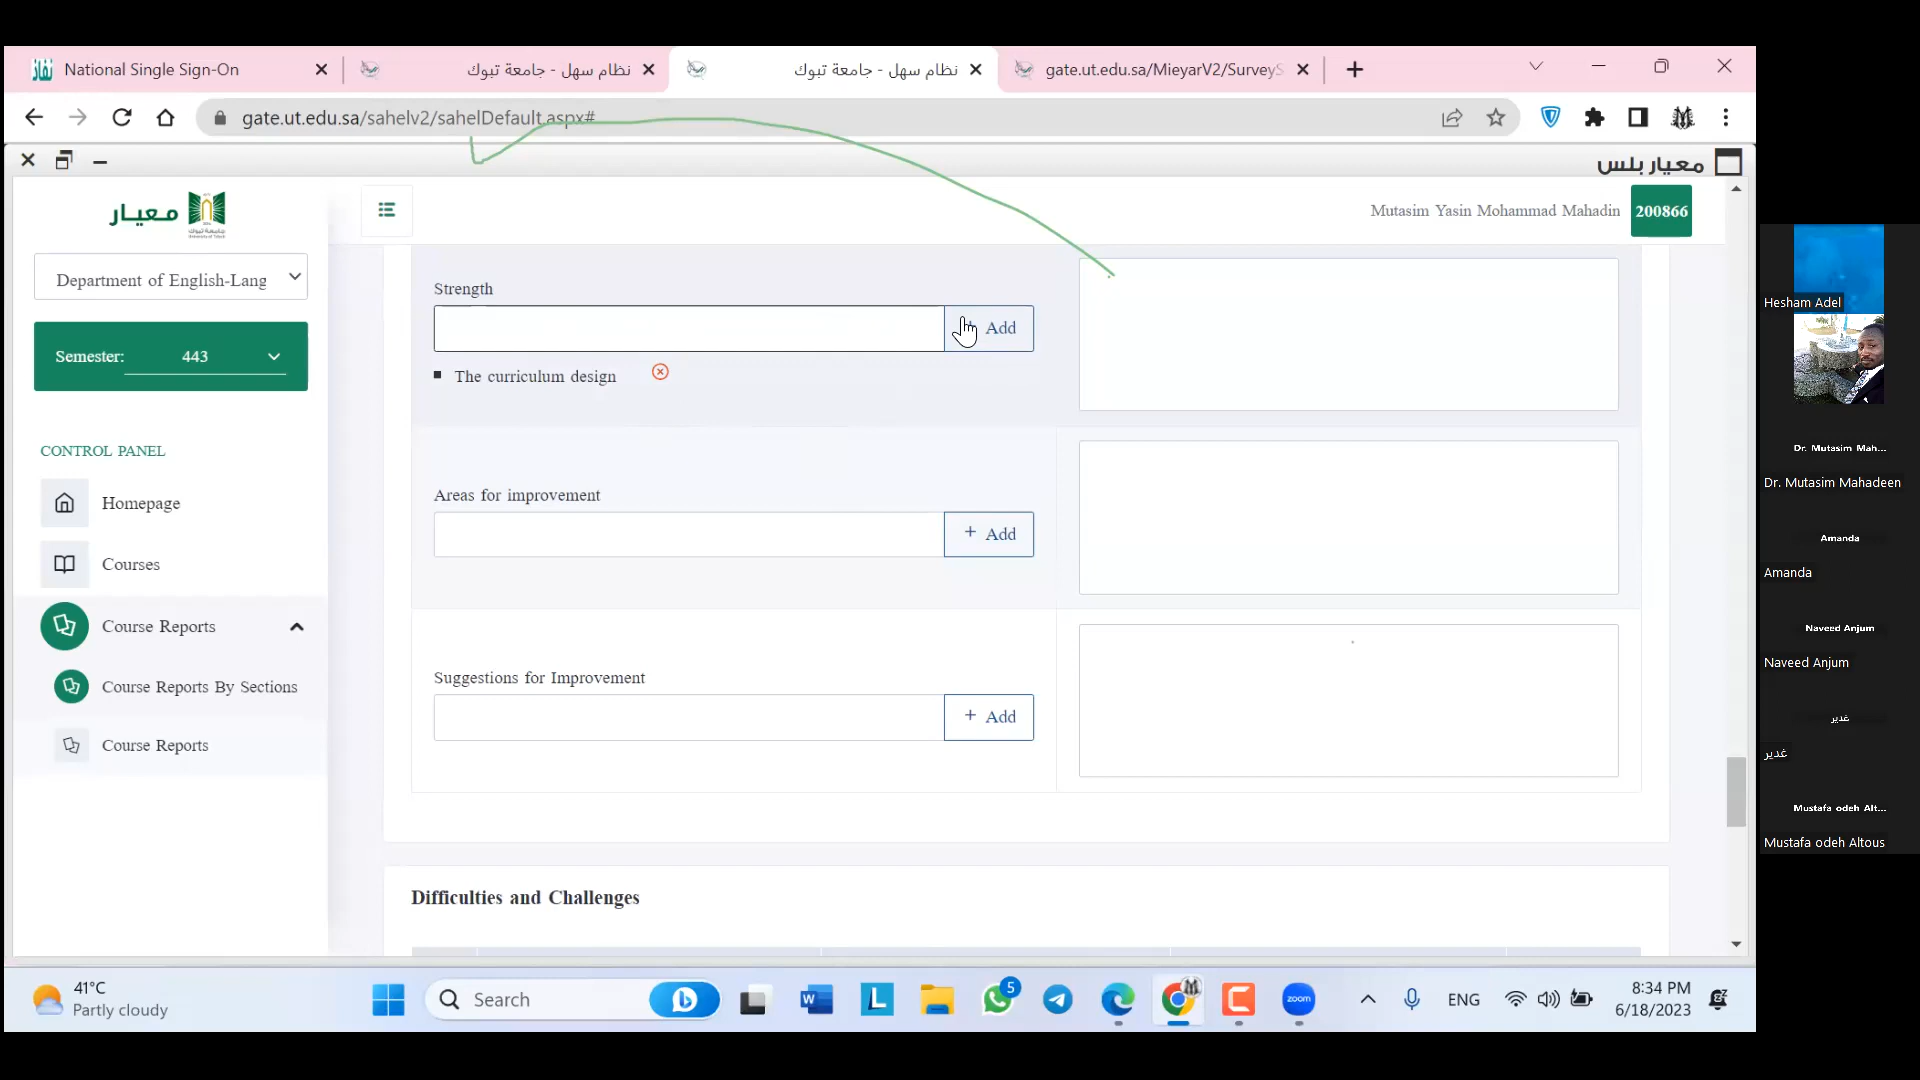 National Single Sign-On
نظام سهل - جامعة تبوك
نظام سهل - جامعة تبوك
gate.ut.edu.sa/MieyarV2/SurveyS
gate.ut.edu.sa/sahelv2/sahelDefault.aspx#
معيار بلس
معيار
جامعة تبوك
Mutasim Yasin Mohammad Mahadin
200866
Department of English-Lang
Semester: 443
CONTROL PANEL
Homepage
Courses
Course Reports
Course Reports By Sections
Course Reports
Strength
Add
The curriculum design
Areas for improvement
+ Add
Suggestions for Improvement
+ Add
Difficulties and Challenges
Hesham Adel
Dr. Mutasim Mah...
Dr. Mutasim Mahadeen
Amanda
Amanda
Naveed Anjum
Naveed Anjum
غدير
غدير
Mustafa odeh Alt...
Mustafa odeh Altous
41°C
Partly cloudy
Search
W
L
5
zoom
ENG
8:34 PM
6/18/2023